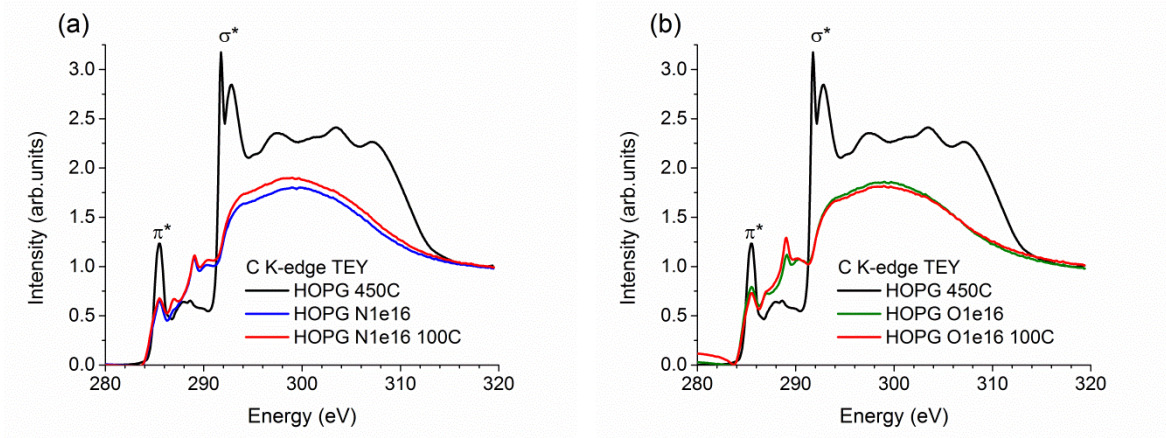 (a)
σ*
π*
3.0
2.5
2.0
1.5
1.0
0.5
0.0
Intensity (arb.units)
C K-edge TEY
HOPG 450C
HOPG N1e16
HOPG N1e16 100C
280 290 300 310 320
Energy (eV)
(b)
σ*
π*
3.0
2.5
2.0
1.5
1.0
0.5
0.0
Intensity (arb.units)
C K-edge TEY
HOPG 450C
HOPG O1e16
HOPG O1e16 100C
280 290 300 310 320
Energy (eV)